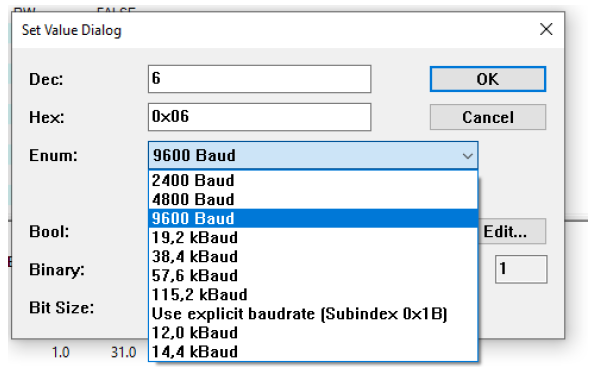 RW FALSE
Set Value Dialog
Dec: 6 OK
Hex: 0x06 Cancel
Enum: 9600 Baud
2400 Baud
4800 Baud
9600 Baud
Bool: 19,2 kBaud Edit...
38,4 kBaud
Binary: 57,6 kBaud 1
115,2 kBaud
Bit Size: Use explicit baudrate (Subindex 0x1B)
12,0 kBaud
1.0 31.0 14,4 kBaud